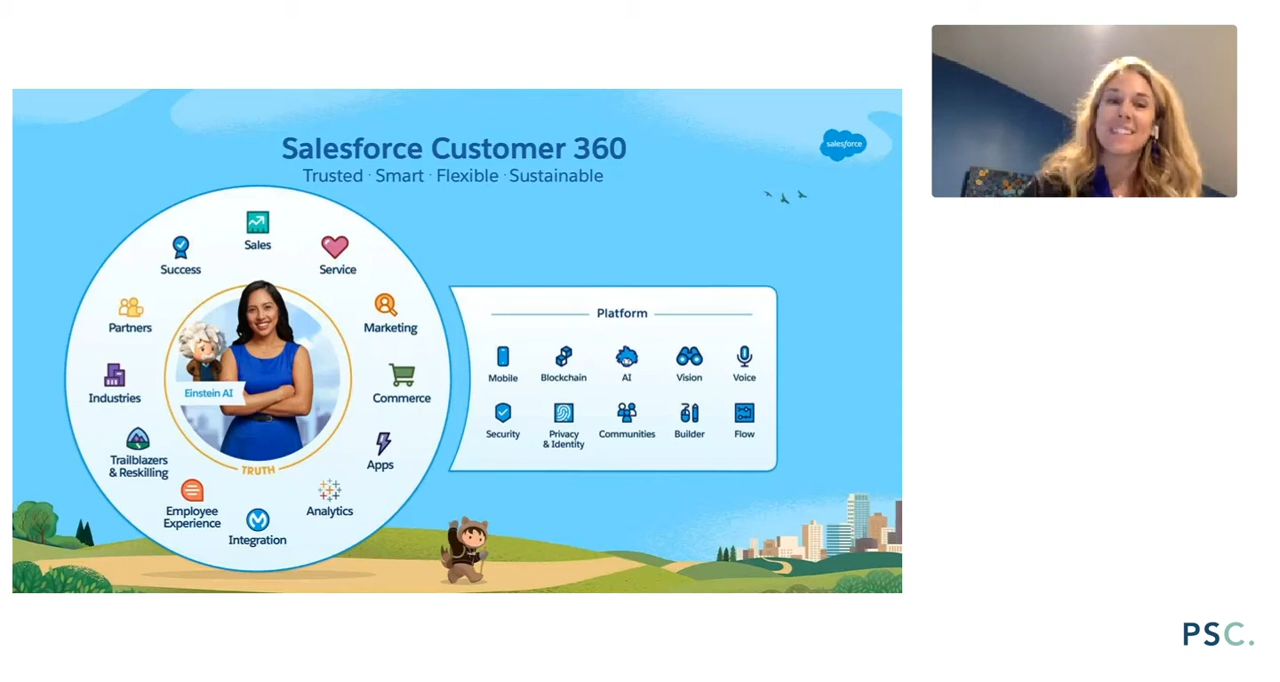 Salesforce Customer 360
Trusted · Smart · Flexible · Sustainable
salesforce
Sales
Success
Service
Partners
Marketing
Einstein AI
Industries
Commerce
Trailblazers
& Reskilling
Apps
TRUTH
Employee
Experience
Analytics
Integration
Platform
Mobile
Blockchain
AI
Vision
Voice
Security
Privacy
& Identity
Communities
Builder
Flow
PSC.